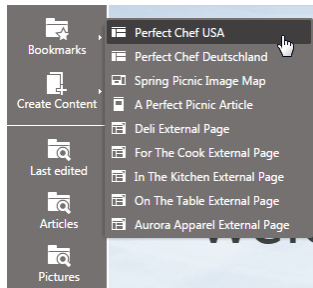 Bookmarks
Create Content
Last edited
Articles
Pictures
Perfect Chef USA
Perfect Chef Deutschland
Spring Picnic Image Map
A Perfect Picnic Article
Deli External Page
For The Cook External Page
In The Kitchen External Page
On The Table External Page
Aurora Apparel External Page